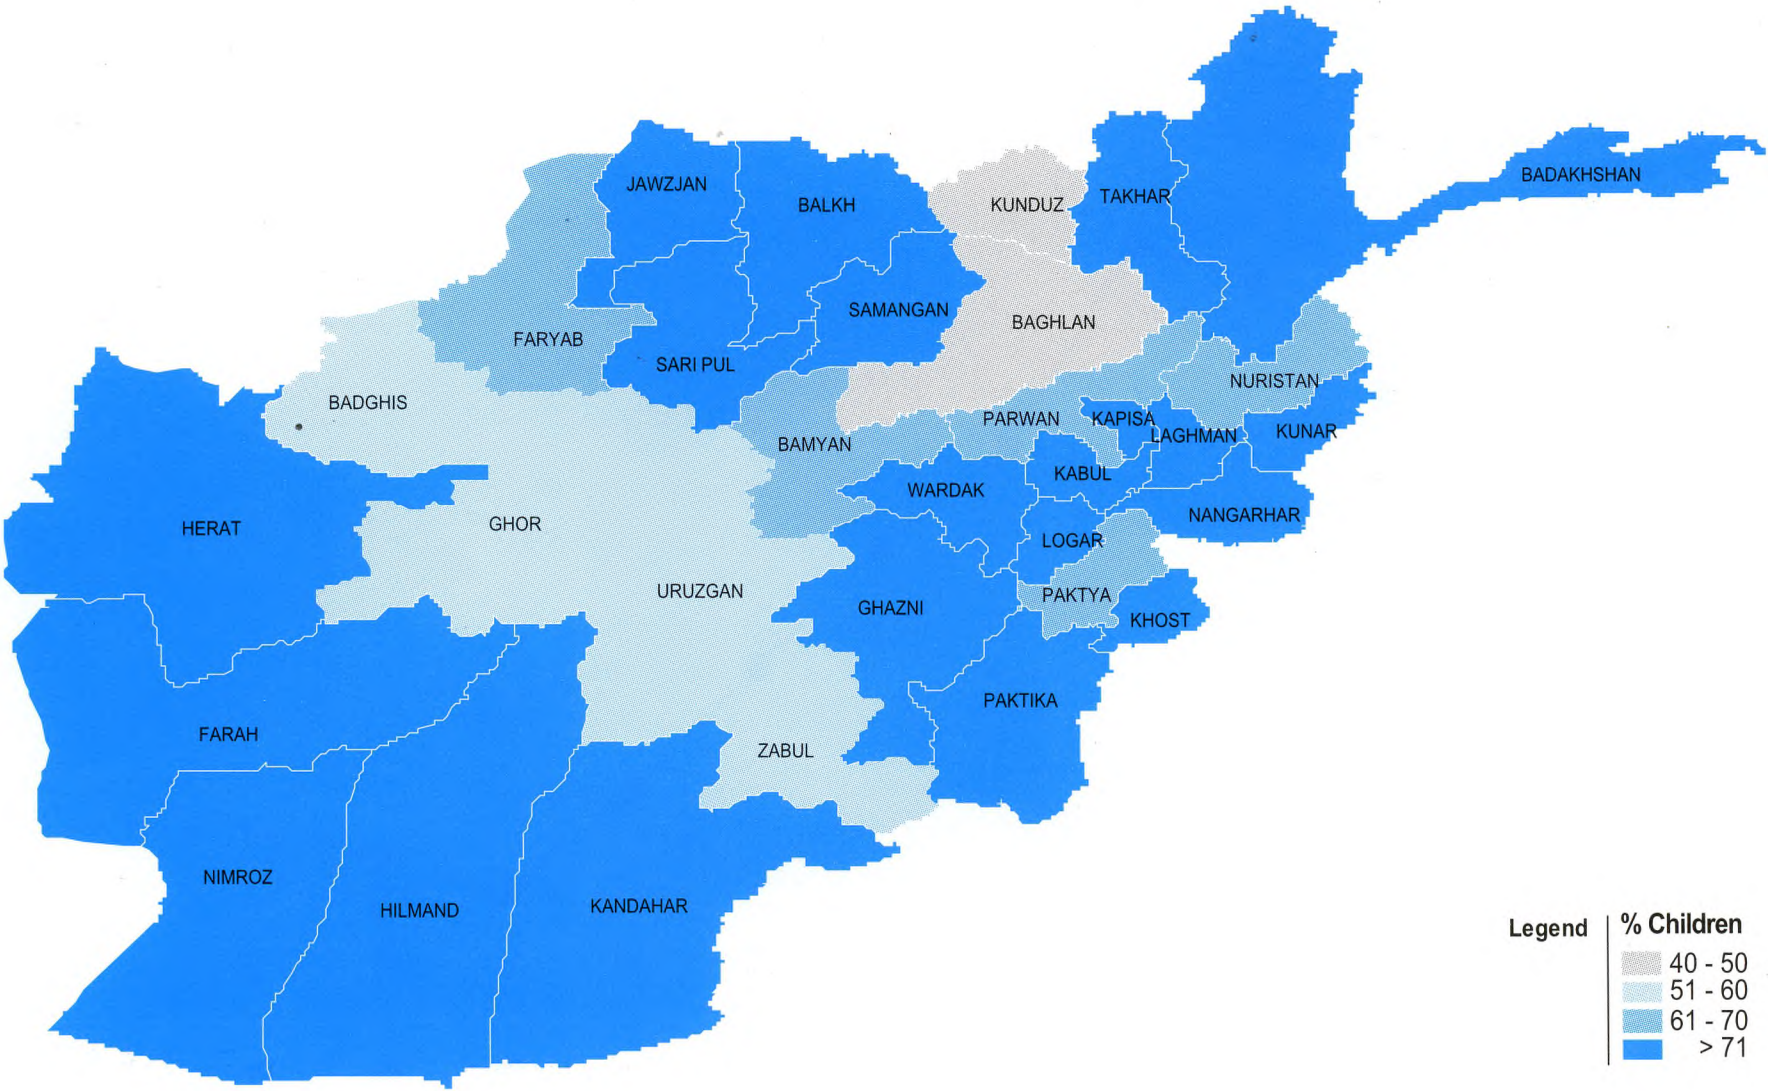 BADAKHSHAN
JAWZJAN
BALKH
KUNDUZ
TAKHAR
SAMANGAN
BAGHLAN
FARYAB
SARI PUL
NURISTAN
BADGHIS
BAMYAN
PARWAN
KAPISA
LAGHMAN
KUNAR
KABUL
WARDAK
NANGARHAR
HERAT
GHOR
LOGAR
URUZGAN
GHAZNI
PAKTYA
KHOST
PAKTIKA
FARAH
ZABUL
NIMROZ
HILMAND
KANDAHAR
Legend
% Children
40 - 50
51 - 60
61 - 70
> 71